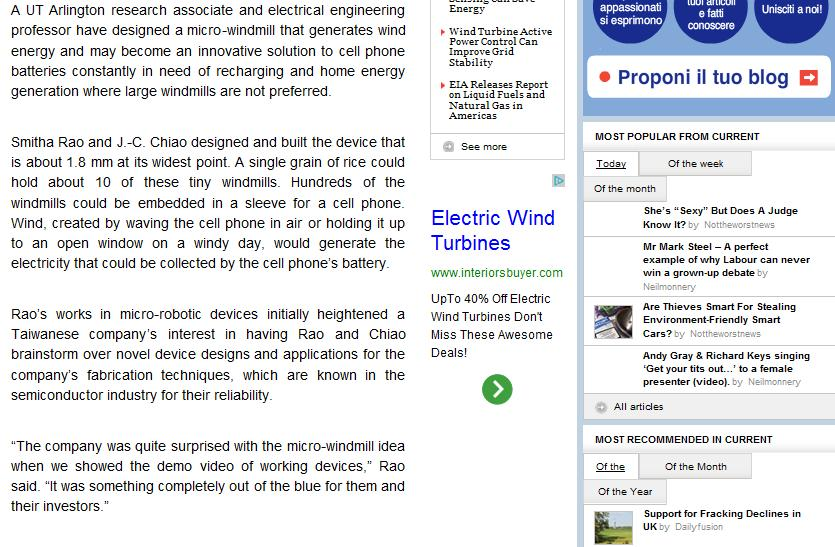 A UT Arlington research associate and electrical engineering
professor have designed a micro-windmill that generates wind
energy and may become an innovative solution to cell phone
batteries constantly in need of recharging and home energy
generation where large windmills are not preferred.
Smitha Rao and J.-C. Chiao designed and built the device that
is about 1.8 mm at its widest point. A single grain of rice could
hold about 10 of these tiny windmills. Hundreds of the
windmills could be embedded in a sleeve for a cell phone.
Wind, created by waving the cell phone in air or holding it up
to an open window on a windy day, would generate the
electricity that could be collected by the cell phone's battery.
Rao's works in micro-robotic devices initially heightened a
Taiwanese company's interest in having Rao and Chiao
brainstorm over novel device designs and applications for the
company's fabrication techniques, which are known in the
semiconductor industry for their reliability.
“The company was quite surprised with the micro-windmill idea
when we showed the demo video of working devices,” Rao
said. “It was something completely out of the blue for them and
their investors.”
Sensing Can Save
Energy
Wind Turbine Active
Power Control Can
Improve Grid
Stability
EIA Releases Report
on Liquid Fuels and
Natural Gas in
Americas
See more
Electric Wind
Turbines
www.interiorsbuyer.com
UpTo 40% Off Electric
Wind Turbines Don't
Miss These Awesome
Deals!
appassionati
si esprimono
tuoi articoli
e fatti
conoscere
Unisciti a noi!
Proponi il tuo blog
MOST POPULAR FROM CURRENT
Today
Of the week
Of the month
She's “Sexy” But Does A Judge
Know It? by Nottheworstnews
Mr Mark Steel – A perfect
example of why Labour can never
win a grown-up debate by
Neilmonnery
Are Thieves Smart For Stealing
Environment-Friendly Smart
Cars? by Nottheworstnews
Andy Gray & Richard Keys singing
‘Get your tits out...’ to a female
presenter (video). by Neilmonnery
All articles
MOST RECOMMENDED IN CURRENT
Of the
Of the Month
Of the Year
Support for Fracking Declines in
UK by Dailyfusion